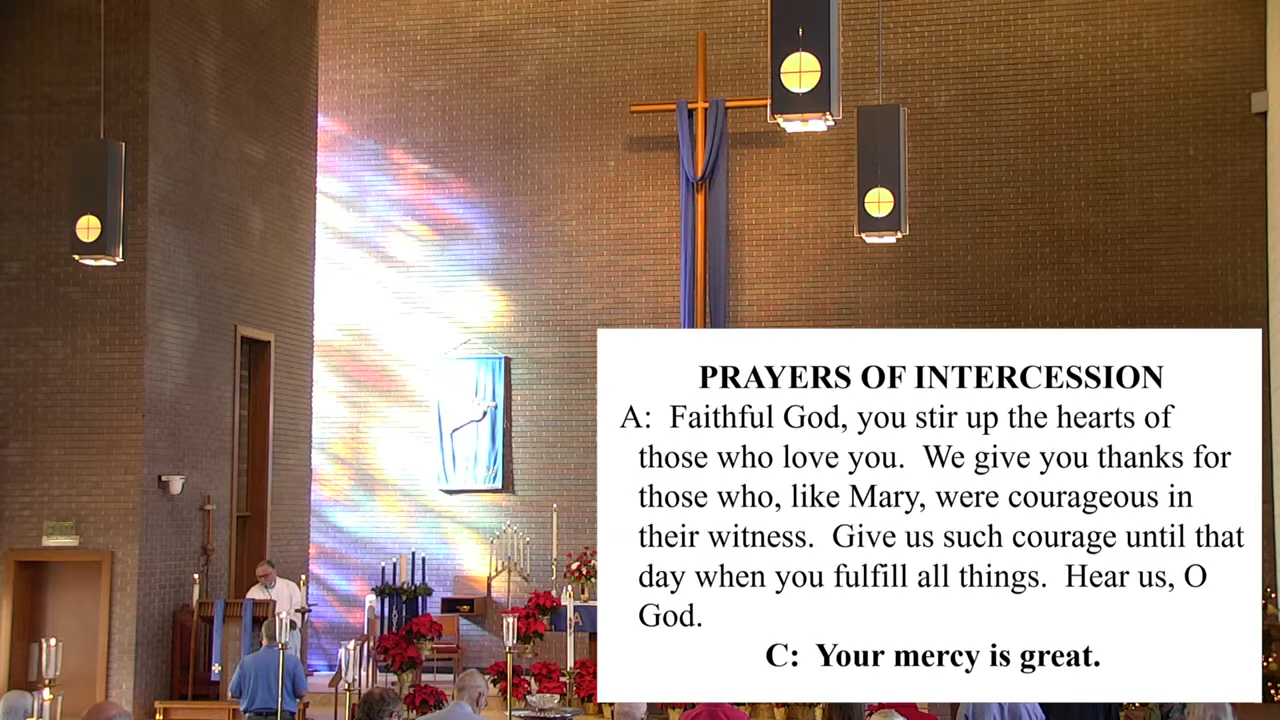 PRAYERS OF INTERCESSION
A: Faithful God, you stir up the hearts of
those who love you. We give you thanks for
those who, like Mary, were courageous in
their witness. Give us such courage until that
day when you fulfill all things. Hear us, O
God.
C: Your mercy is great.